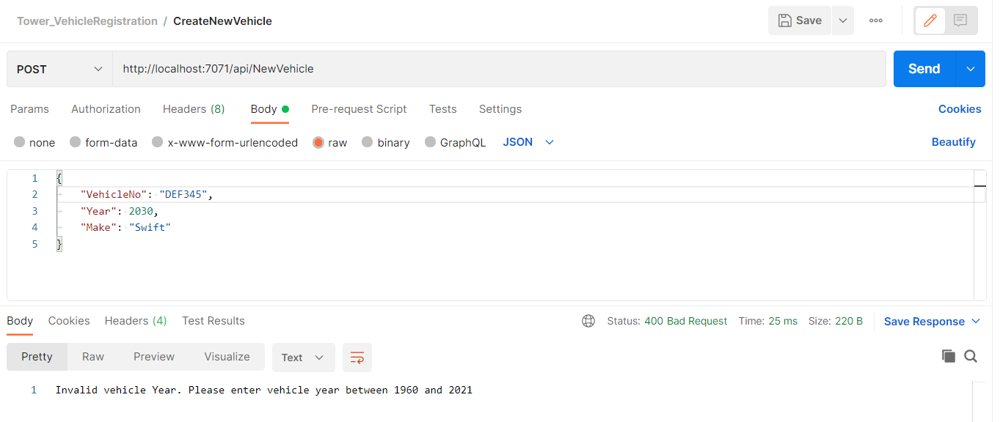 Tower_VehicleRegistration / CreateNewVehicle
Save
POST http://localhost:7071/api/NewVehicle Send
Params Authorization Headers (8) Body Pre-request Script Tests Settings Cookies
none form-data x-www-form-urlencoded raw binary GraphQL JSON Beautify
1 {
2 "VehicleNo": "DEF345",
3 "Year": 2030,
4 "Make": "Swift"
5 }
Body Cookies Headers (4) Test Results Status: 400 Bad Request Time: 25 ms Size: 220 B Save Response
Pretty Raw Preview Visualize Text
1 Invalid vehicle Year. Please enter vehicle year between 1960 and 2021